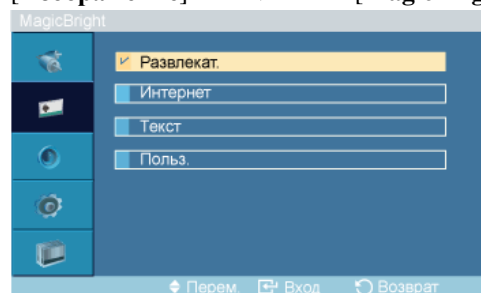 MagicBright
Развлекат.
Интернет
Текст
Польз.
Перем. Вход Возврат